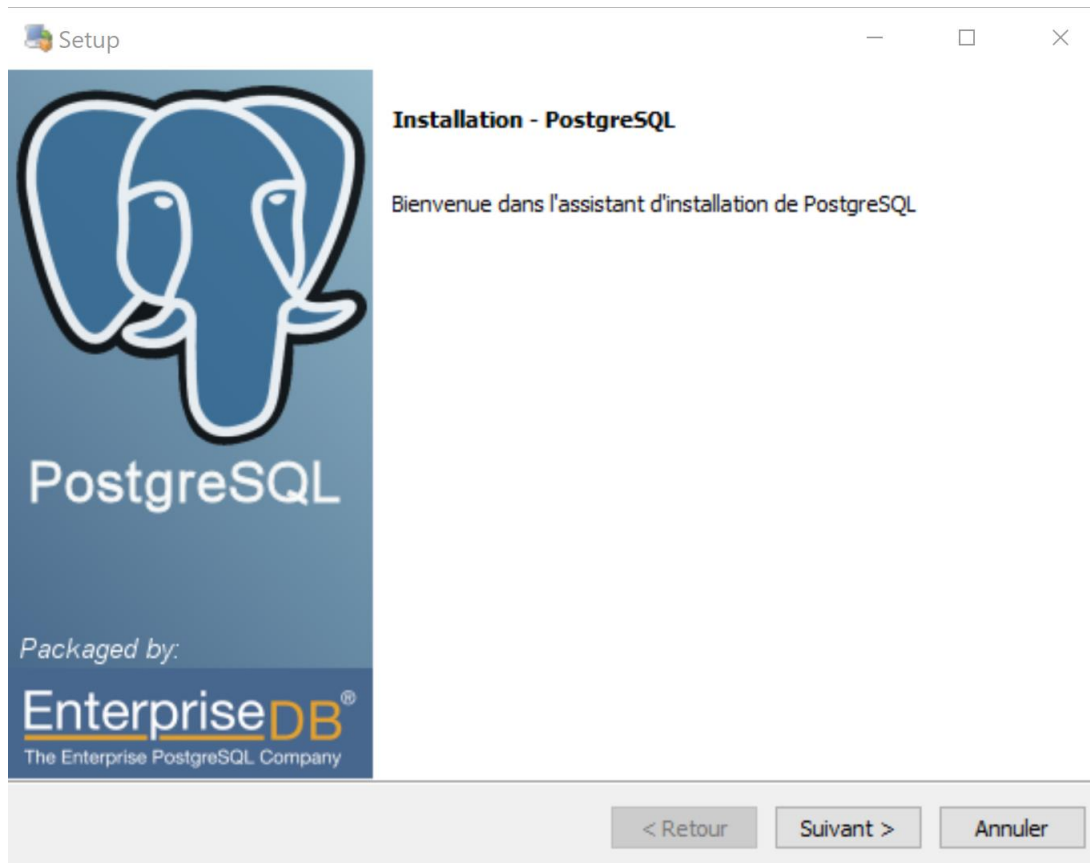 Setup
Installation - PostgreSQL
Bienvenue dans l'assistant d'installation de PostgreSQL
PostgreSQL
Packaged by:
EnterpriseDB®
The Enterprise PostgreSQL Company
< Retour
Suivant >
Annuler